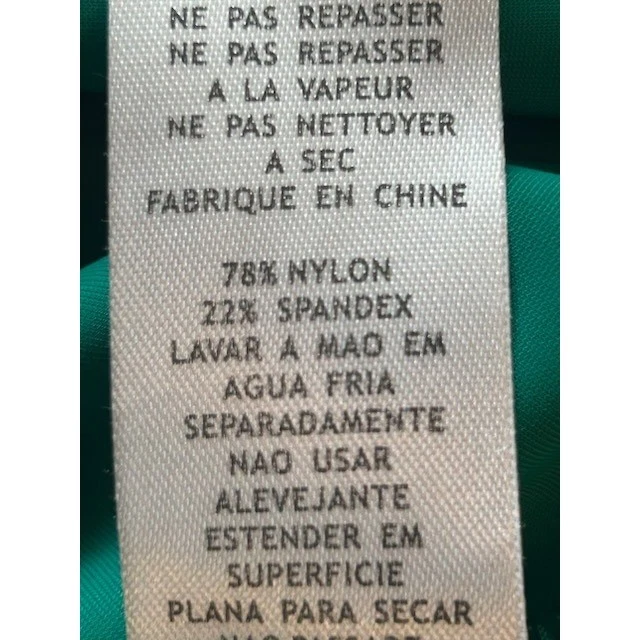 NE PAS REPASSER
NE PAS REPASSER
A LA VAPEUR
NE PAS NETTOYER
A SEC
FABRIQUE EN CHINE
78% NYLON
22% SPANDEX
LAVAR A MAO EM
AGUA FRIA
SEPARADAMENTE
NAO USAR
ALEVEJANTE
ESTENDER EM
SUPERFICIE
PLANA PARA SECAR